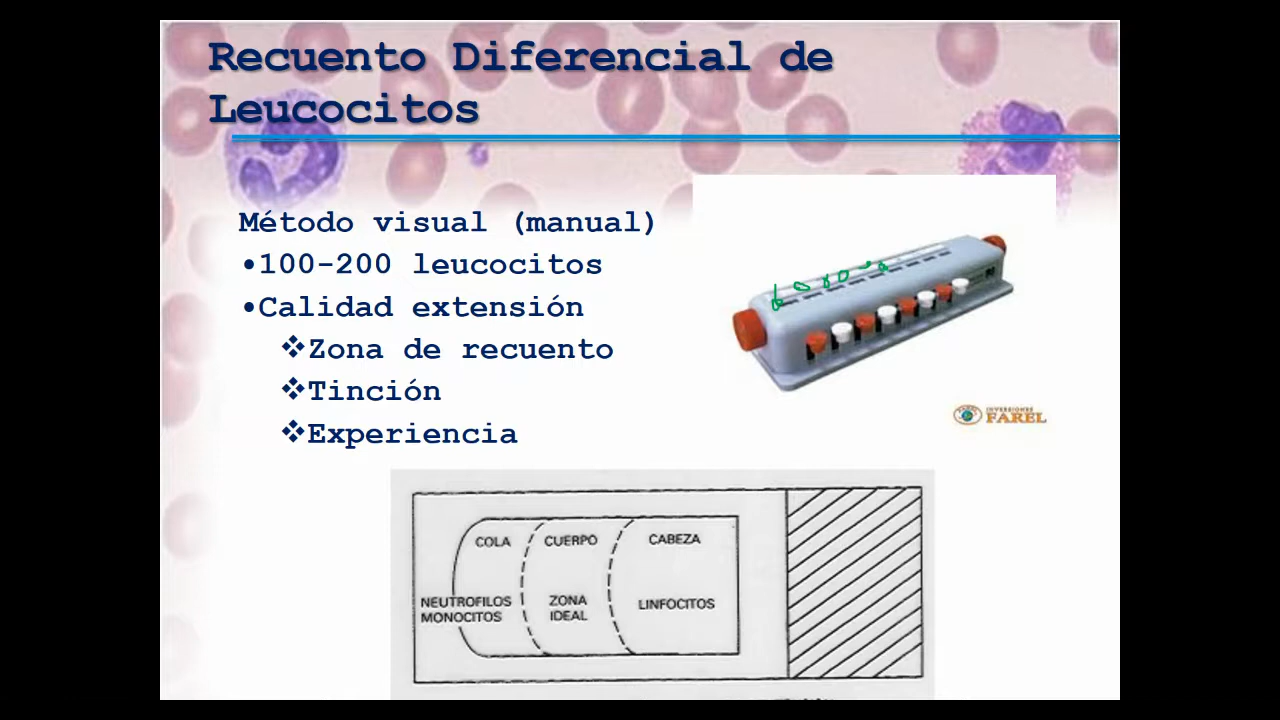 Recuento Diferencial de
Leucocitos
Método visual (manual)
•100-200 leucocitos
•Calidad extensión
❖Zona de recuento
❖Tinción
❖Experiencia
INVERSIONES
FAREL
COLA CUERPO CABEZA
NEUTROFILOS ZONA LINFOCITOS
MONOCITOS IDEAL